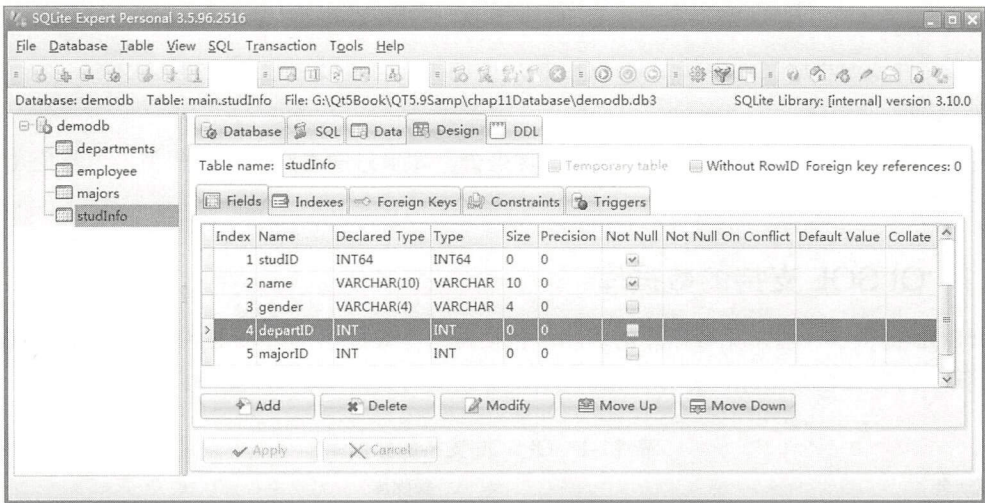 SQLite Expert Personal 3.5.96.2516
File Database Table View SQL Transaction Tools Help
Database: demodb Table: main.studInfo File: G:\Qt5Book\QT5.9Samp\chap11Database\demodb.db3 SQLite Library: [internal] version 3.10.0
demodb
departments
employee
majors
studInfo
Database SQL Data Design DDL
Table name: studInfo Temporary table Without RowID Foreign key references: 0
Fields Indexes Foreign Keys Constraints Triggers
Index Name Declared Type Type Size Precision Not Null Not Null On Conflict Default Value Collate
1 studID INT64 INT64 0 0
2 name VARCHAR(10) VARCHAR 10 0
3 gender VARCHAR(4) VARCHAR 4 0
4 departID INT INT 0 0
5 majorID INT INT 0 0
Add Delete Modify Move Up Move Down
Apply Cancel